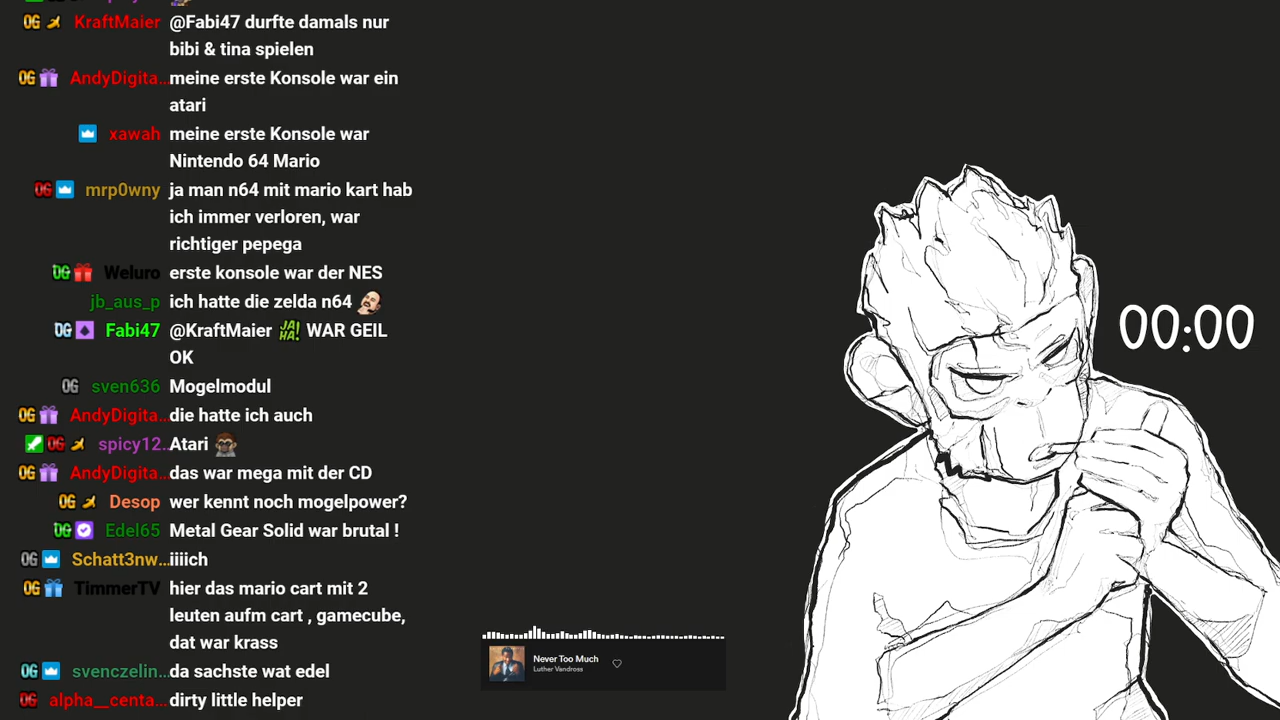 KraftMaier @Fabi47 durfte damals nur
bibi & tina spielen
AndyDigita... meine erste Konsole war ein
atari
xawah meine erste Konsole war
Nintendo 64 Mario
mrp0wny ja man n64 mit mario kart hab
ich immer verloren, war
richtiger pepega
Weluro erste konsole war der NES
jb_aus_p ich hatte die zelda n64
Fabi47 @KraftMaier JA! HA! WAR GEIL
OK
sven636 Mogelmodul
AndyDigita... die hatte ich auch
spicy12... Atari
AndyDigita... das war mega mit der CD
Desop wer kennt noch mogelpower?
Edel65 Metal Gear Solid war brutal !
Schatt3nw... iiiich
TimmerTV hier das mario cart mit 2
leuten aufm cart , gamecube,
dat war krass
svenczelin... da sachste wat edel
alpha__centa... dirty little helper
00:00
Never Too Much
Luther Vandross